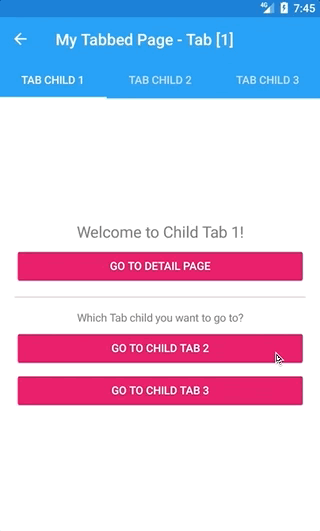 4G 7:45
My Tabbed Page - Tab [1]
TAB CHILD 1 TAB CHILD 2 TAB CHILD 3
Welcome to Child Tab 1!
GO TO DETAIL PAGE
Which Tab child you want to go to?
GO TO CHILD TAB 2
GO TO CHILD TAB 3